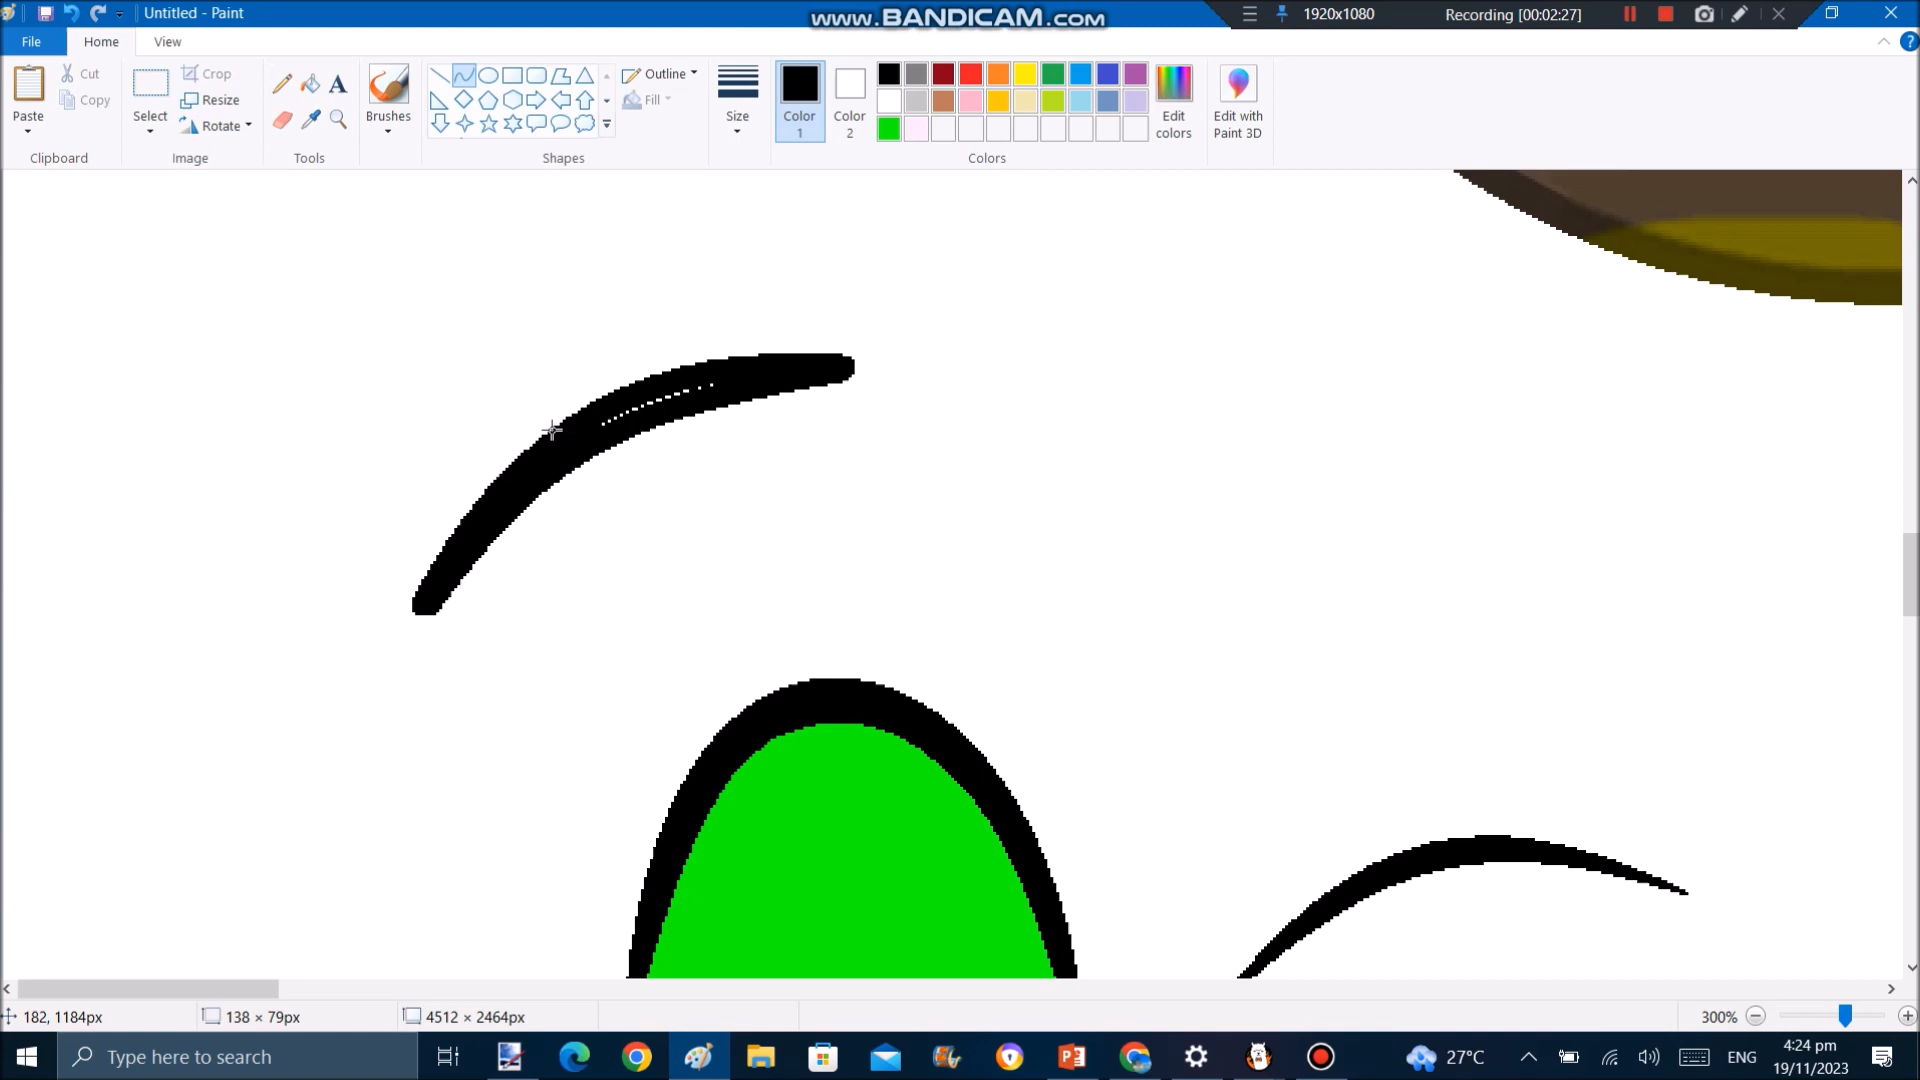 Untitled - Paint
www.BANDICAM.com
1920x1080
Recording [00:02:27]
File
Home
View
Paste
Cut
Copy
Clipboard
Select
Crop
Resize
Rotate
Image
A
Tools
Brushes
Outline
Fill
Shapes
Size
Color
1
Color
2
Edit
colors
Edit with
Paint 3D
Colors
182, 1184px
138 × 79px
4512 × 2464px
300%
Type here to search
27°C
ENG
4:24 pm
19/11/2023